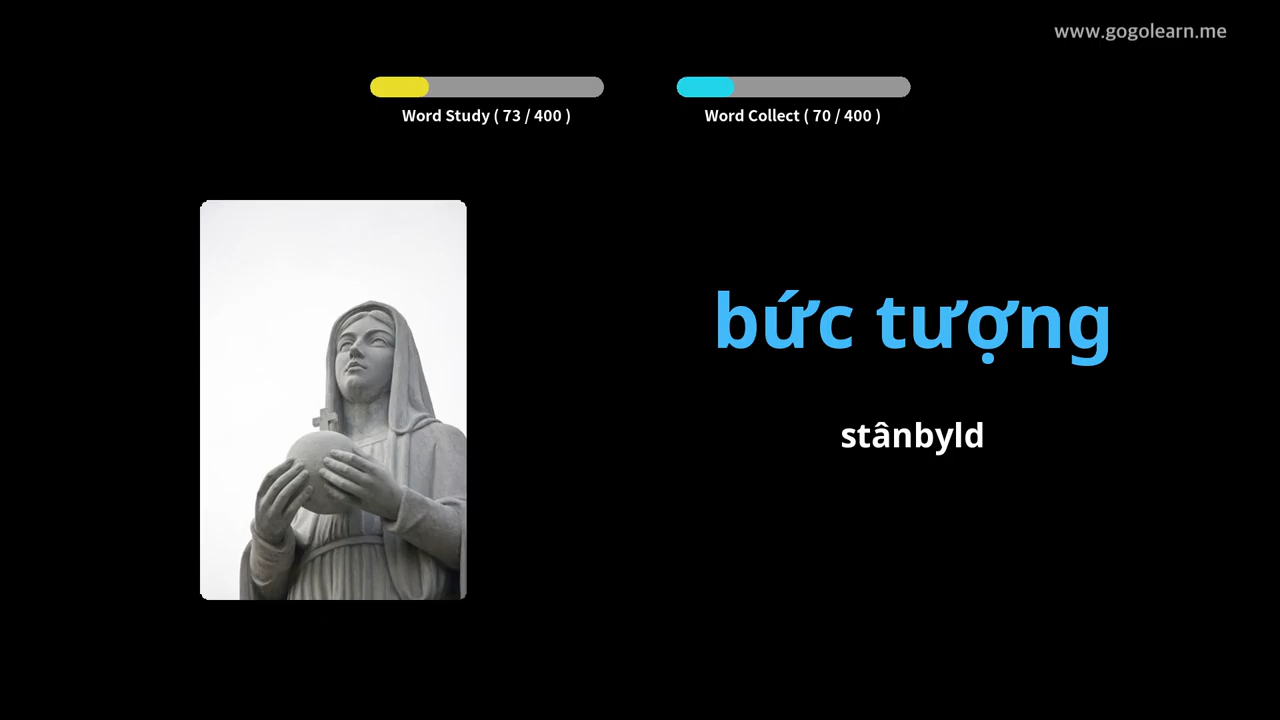 www.gogolearn.me
Word Study ( 73 / 400 )
Word Collect ( 70 / 400 )
bức tượng
stânbyld